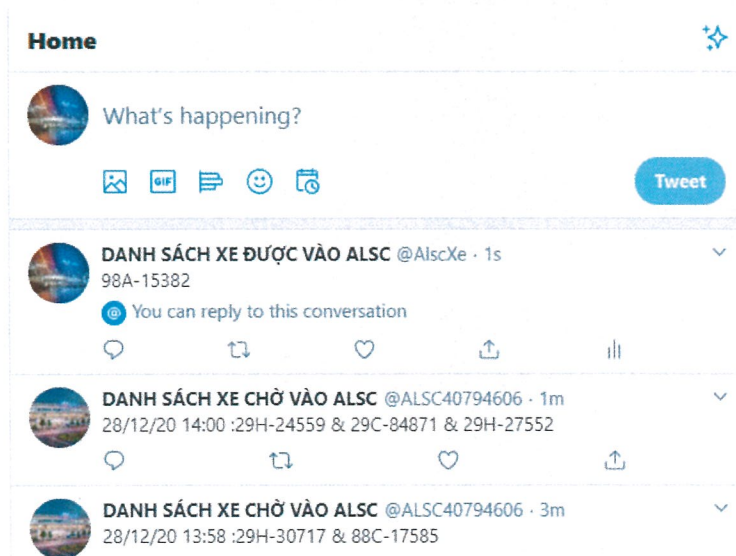 Home
What's happening?
GIF
Tweet
DANH SÁCH XE ĐƯỢC VÀO ALSC @AlscXe · 1s
98A-15382
@ You can reply to this conversation
DANH SÁCH XE CHỜ VÀO ALSC @ALSC40794606 · 1m
28/12/20 14:00 :29H-24559 & 29C-84871 & 29H-27552
DANH SÁCH XE CHỜ VÀO ALSC @ALSC40794606 · 3m
28/12/20 13:58 :29H-30717 & 88C-17585